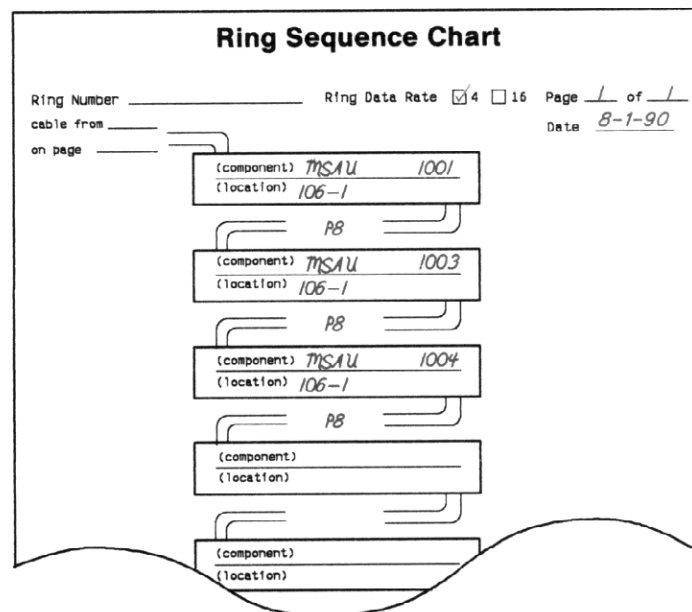 Ring Sequence Chart
Ring Number Ring Data Rate ☑ 4 ☐ 16 Page 1 of 1
cable from
Date 8-1-90
on page
(component) MSAU 1001
(location) 106-1
P8
(component) MSAU 1003
(location) 106-1
P8
(component) MSAU 1004
(location) 106-1
P8
(component)
(location)
(component)
(location)